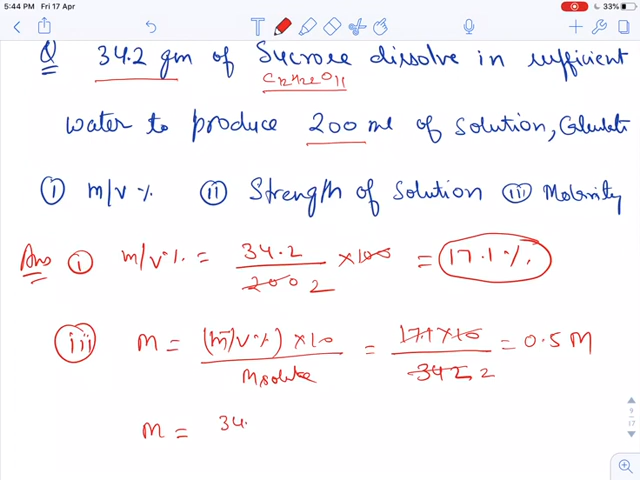 5:44 PM Fri 17 Apr 33%
Q 34.2 gm of Sucrose dissolve in sufficient
C12H22O11
water to produce 200 ml of solution, Calculate
(i) m/v % (ii) Strength of Solution (iii) Molarity
Ans (i) m/v % = 34.2 / 200 2 × 100 = 17.1 %
(iii) M = (m/v %) × 10 / Msolute = 17.1 × 10 / 342 2 = 0.5 M
M = 34.
9
17